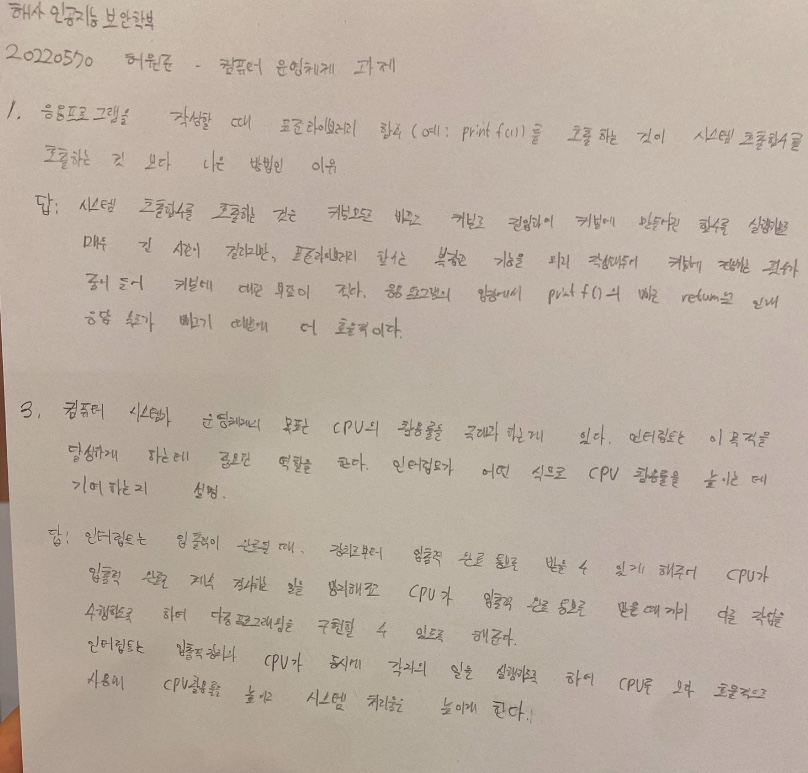 해사 인공지능 보안학부
20220570 허원준 - 컴퓨터 운영체제 과제
1. 응용프로그램을 작성할 때 표준라이브러리 함수 (예: printf())를 호출하는 것이 시스템 호출함수를
호출하는 것 보다 나은 방법인 이유
답: 시스템 호출함수를 호출하는 것은 커널모드로 바꾸고 커널로 진입하여 커널에 만들어진 함수를 실행하므로
매우 긴 시간이 걸리지만, 표준라이브러리 함수는 복잡한 기능을 미리 작성해두어 커널에 진입하는 횟수가
줄어 들어 커널에 대한 부담이 적다. 응용프로그램의 입장에서 printf()의 빠른 return으로 인해
응답 속도가 빠르기 때문에 더 효율적이다.
3. 컴퓨터 시스템과 운영체제의 목표는 CPU의 활용률을 극대화 하는데 있다. 인터럽트는 이 목적을
달성하게 하는데 중요한 역할을 한다. 인터럽트가 어떤 식으로 CPU 활용률을 높이는 데
기여하는지 설명.
답: 인터럽트는 입출력이 완료될 때, 장치로부터 입출력 완료 통보를 받을 수 있게 해주어 CPU가
입출력 완료를 계속 검사하는 일을 방지해주고 CPU가 입출력 완료 통보를 받을 때 까지 다른 작업을
수행하도록 하여 다중프로그래밍을 구현할 수 있도록 해준다.
인터럽트는 입출력장치와 CPU가 동시에 각자의 일을 실행하도록 하여 CPU를 보다 효율적으로
사용해 CPU활용률을 높이고 시스템 처리율을 높이게 한다.